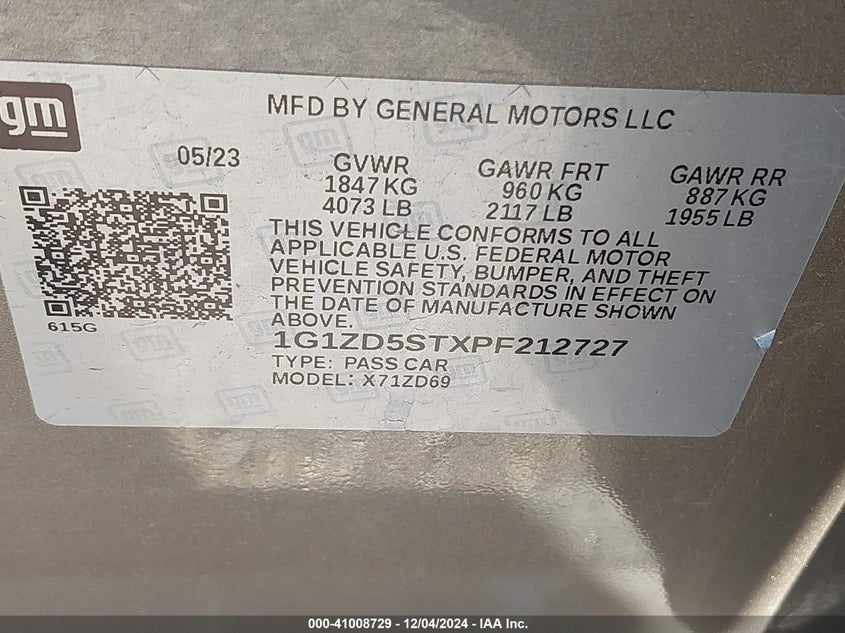 gm
MFD BY GENERAL MOTORS LLC
05/23
GVWR GAWR FRT GAWR RR
1847 KG 960 KG 887 KG
4073 LB 2117 LB 1955 LB
THIS VEHICLE CONFORMS TO ALL
APPLICABLE U.S. FEDERAL MOTOR
VEHICLE SAFETY, BUMPER, AND THEFT
PREVENTION STANDARDS IN EFFECT ON
THE DATE OF MANUFACTURE SHOWN
ABOVE.
615G
1G1ZD5STXPF212727
TYPE: PASS CAR
MODEL: X71ZD69
000-41008729 - 12/04/2024 - IAA Inc.